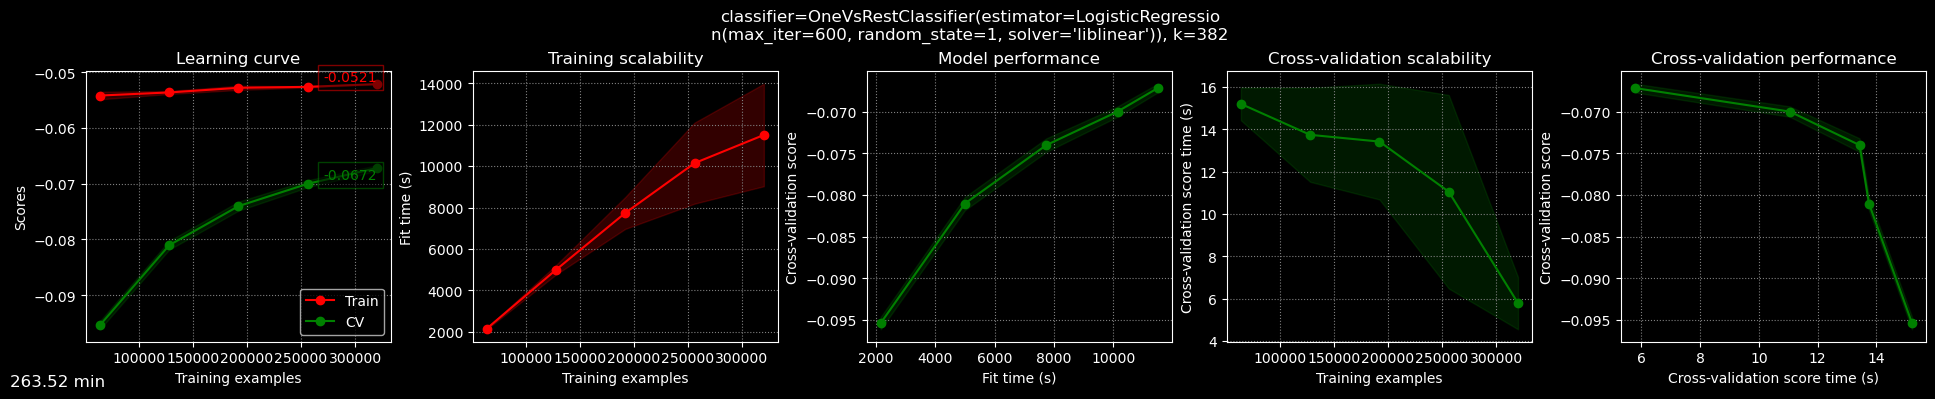 classifier=OneVsRestClassifier(estimator=LogisticRegressio
n(max_iter=600, random_state=1, solver='liblinear')), k=382
Learning curve
Scores
−0.05
−0.06
−0.07
−0.08
−0.09
-0.0521
-0.0672
Train
CV
100000 150000 200000 250000 300000
Training examples
Training scalability
Fit time (s)
14000
12000
10000
8000
6000
4000
2000
100000 150000 200000 250000 300000
Training examples
Model performance
Cross-validation score
−0.070
−0.075
−0.080
−0.085
−0.090
−0.095
2000 4000 6000 8000 10000
Fit time (s)
Cross-validation scalability
Cross-validation score time (s)
16
14
12
10
8
6
4
100000 150000 200000 250000 300000
Training examples
Cross-validation performance
Cross-validation score
−0.070
−0.075
−0.080
−0.085
−0.090
−0.095
6 8 10 12 14
Cross-validation score time (s)
263.52 min